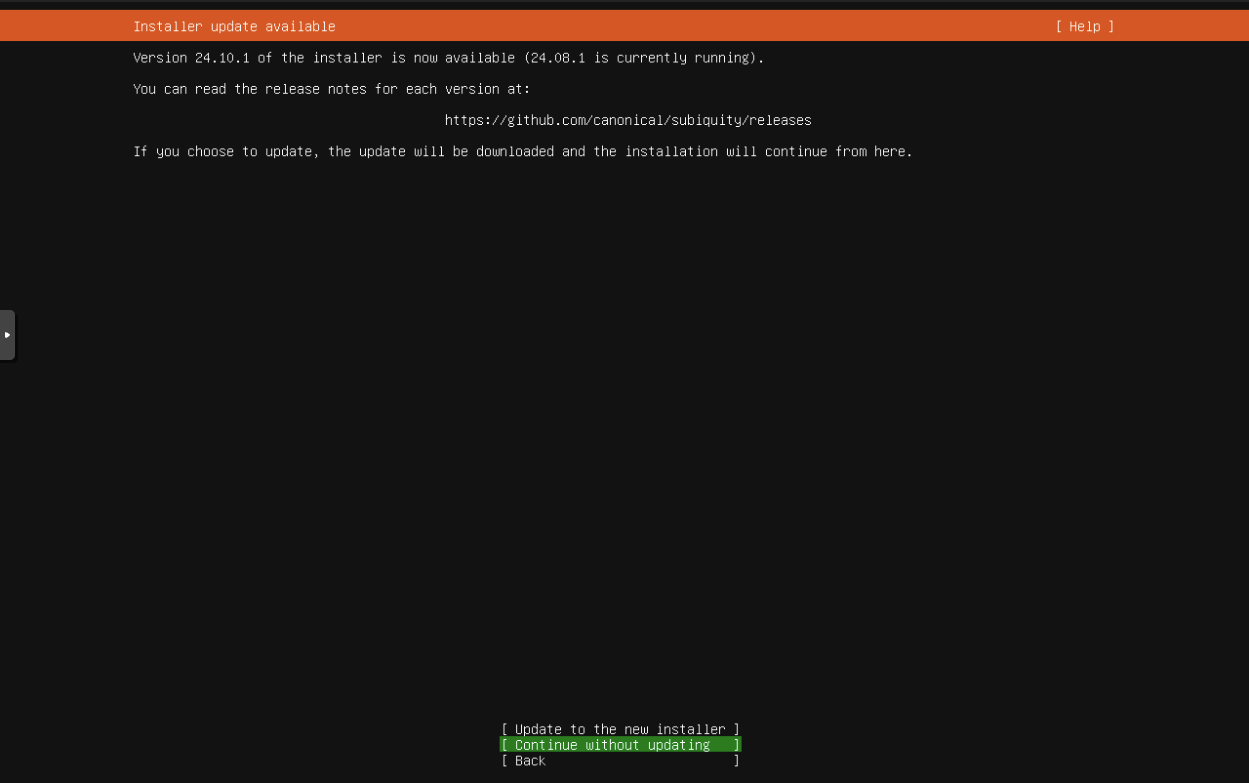 Installer update available [ Help ]
Version 24.10.1 of the installer is now available (24.08.1 is currently running).
You can read the release notes for each version at:
https://github.com/canonical/subiquity/releases
If you choose to update, the update will be downloaded and the installation will continue from here.
[ Update to the new installer ]
[ Continue without updating ]
[ Back ]